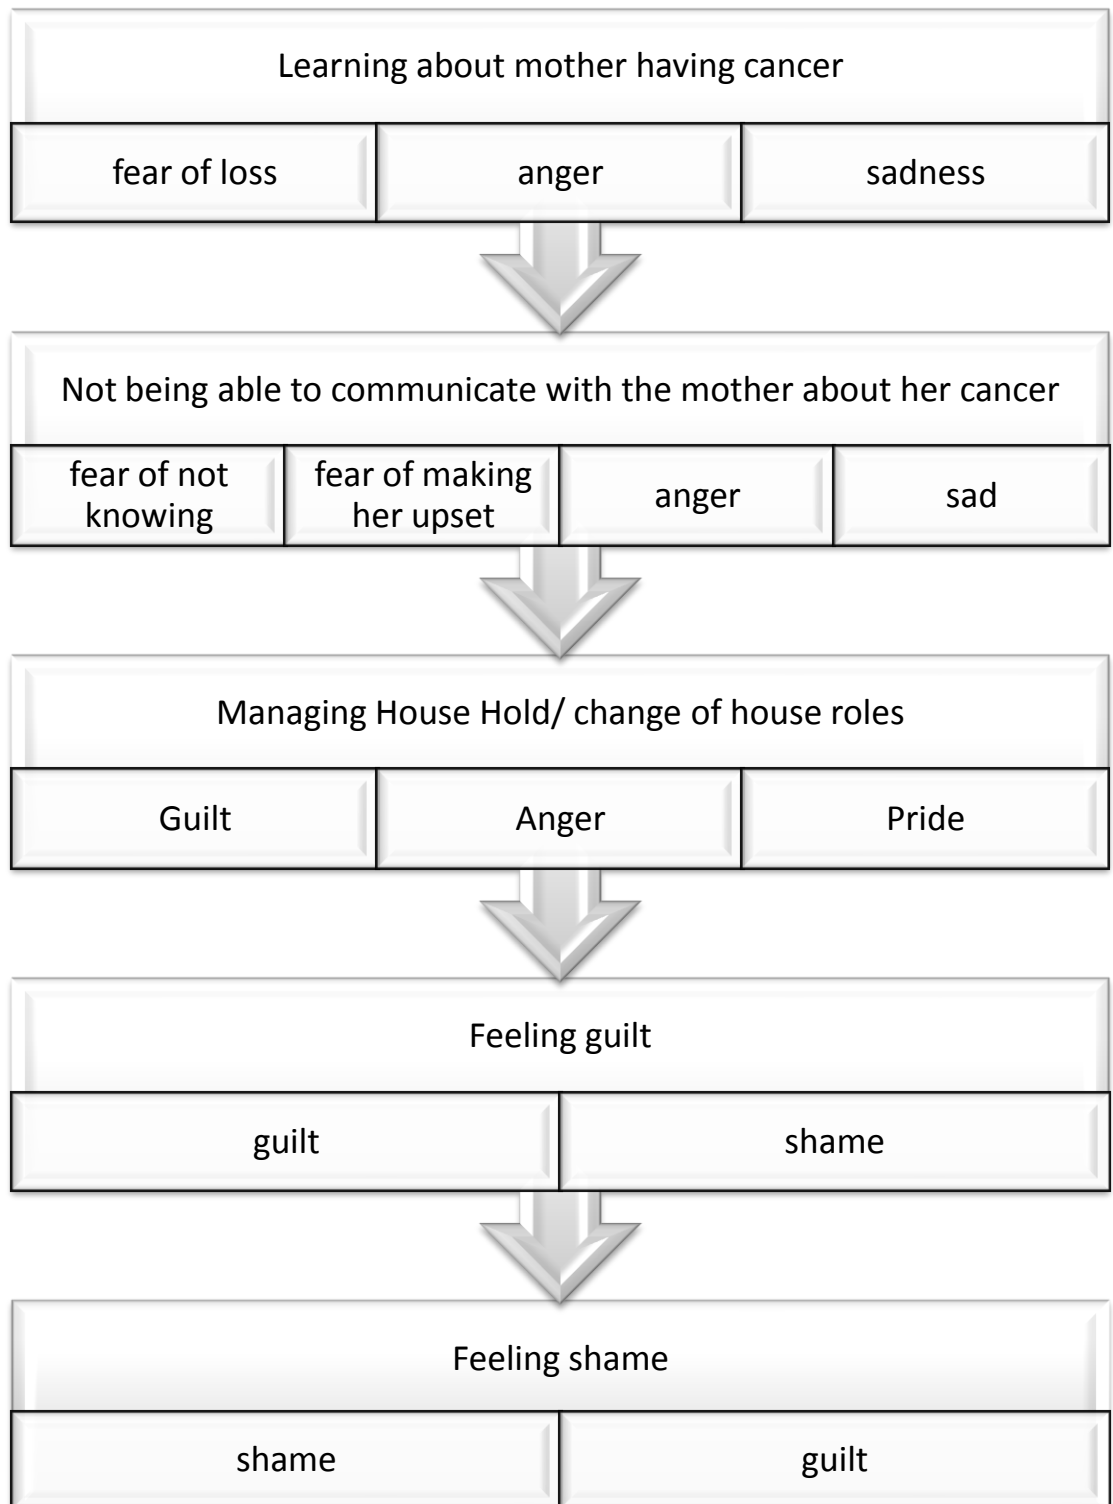 Learning about mother having cancer
fear of loss anger sadness
Not being able to communicate with the mother about her cancer
fear of not
knowing
fear of making
her upset
anger
sad
Managing House Hold/ change of house roles
Guilt Anger Pride
Feeling guilt
guilt shame
Feeling shame
shame guilt